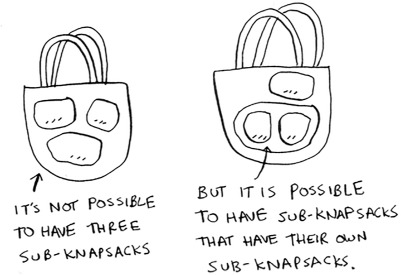 IT'S NOT POSSIBLE
TO HAVE THREE
SUB-KNAPSACKS
BUT IT IS POSSIBLE
TO HAVE SUB-KNAPSACKS
THAT HAVE THEIR OWN
SUB-KNAPSACKS.